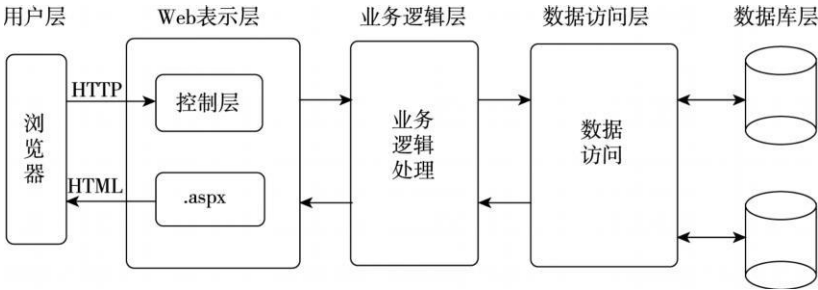 用户层
Web表示层
业务逻辑层
数据访问层
数据库层
浏
览
器
HTTP
HTML
控制层
.aspx
业务
逻辑
处理
数据
访问